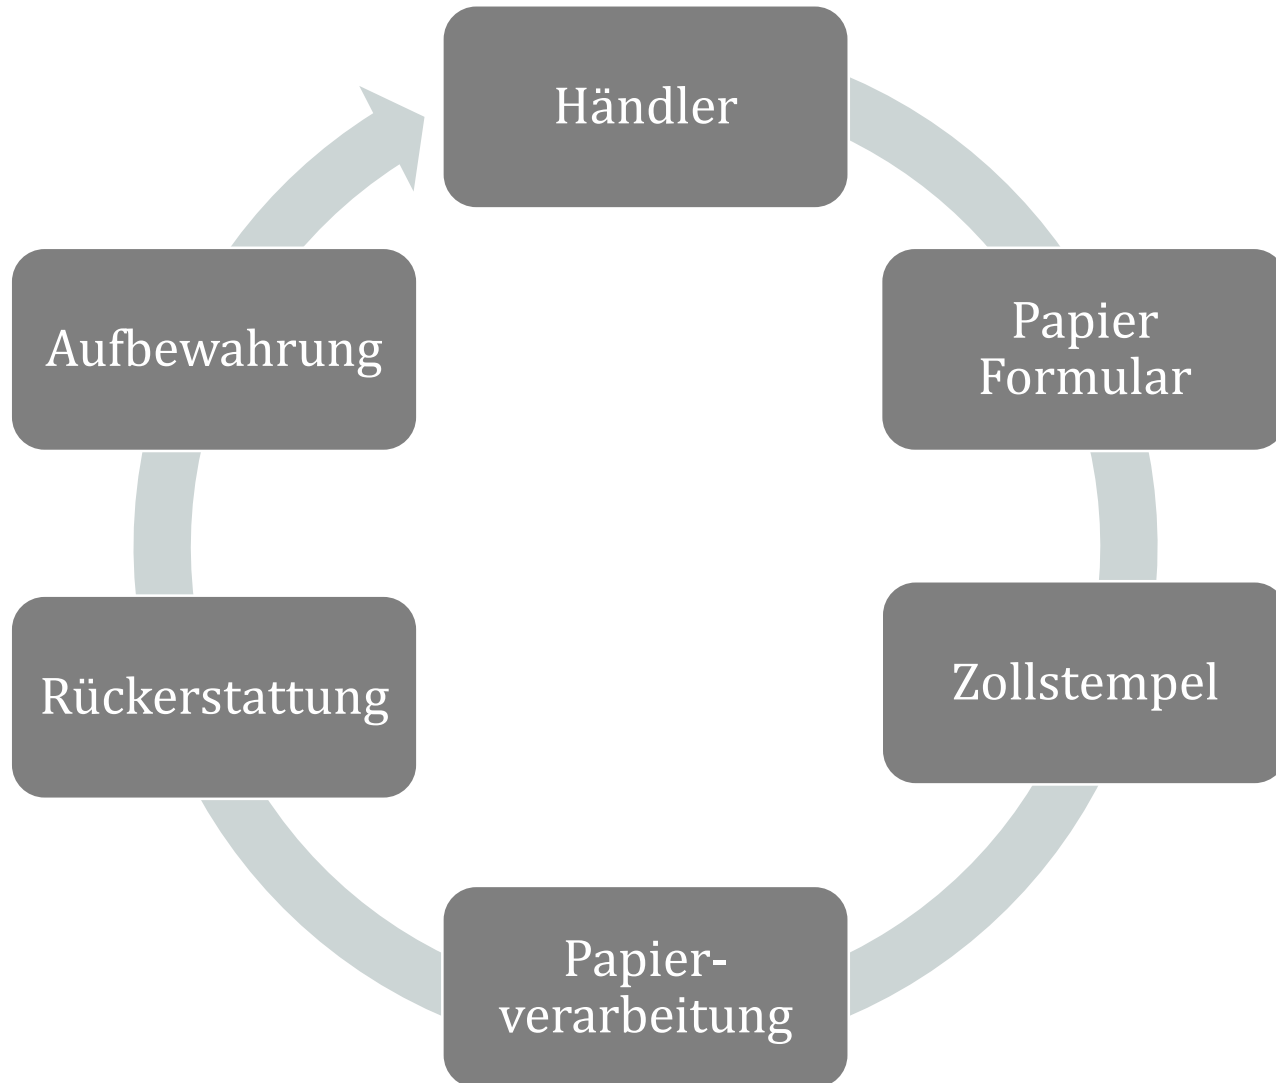 Händler
Papier
Formular
Zollstempel
Papier-
verarbeitung
Rückerstattung
Aufbewahrung